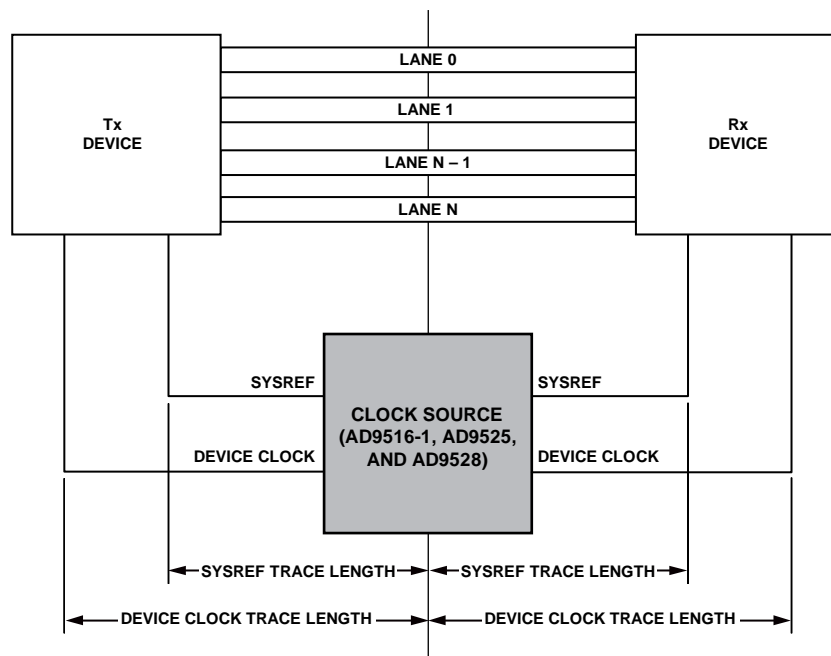 LANE 0
LANE 1
LANE N – 1
LANE N
Tx
DEVICE
Rx
DEVICE
SYSREF
SYSREF
CLOCK SOURCE
(AD9516-1, AD9525,
AND AD9528)
DEVICE CLOCK
DEVICE CLOCK
SYSREF TRACE LENGTH
SYSREF TRACE LENGTH
DEVICE CLOCK TRACE LENGTH
DEVICE CLOCK TRACE LENGTH